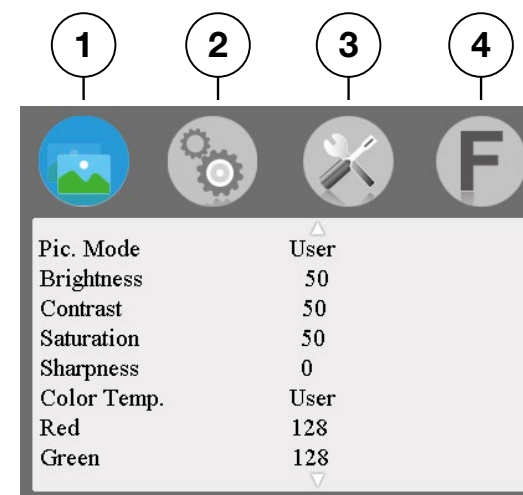 1 2 3 4
F
Pic. Mode User
Brightness 50
Contrast 50
Saturation 50
Sharpness 0
Color Temp. User
Red 128
Green 128